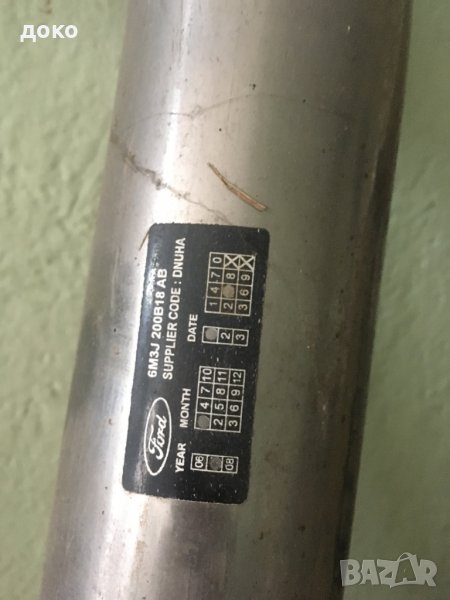 доко
6M3J 200B18 AB
SUPPLIER CODE : DNUHA
Ford
YEAR MONTH DATE
06 4 7 10 1 4 7 0
2 5 8 11 2 2 8
08 3 6 9 12 3 3 6 9
BAZAR